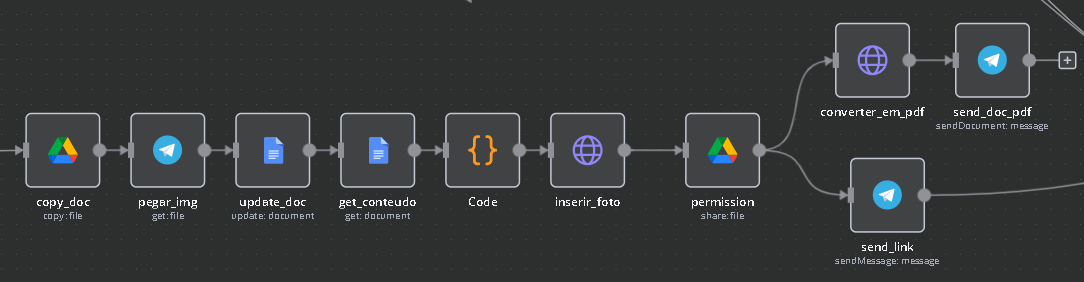 copy_doc
copy: file
pegar_img
get: file
update_doc
update: document
get_conteudo
get: document
{}
Code
inserir_foto
permission
share: file
converter_em_pdf
send_doc_pdf
sendDocument: message
send_link
sendMessage: message